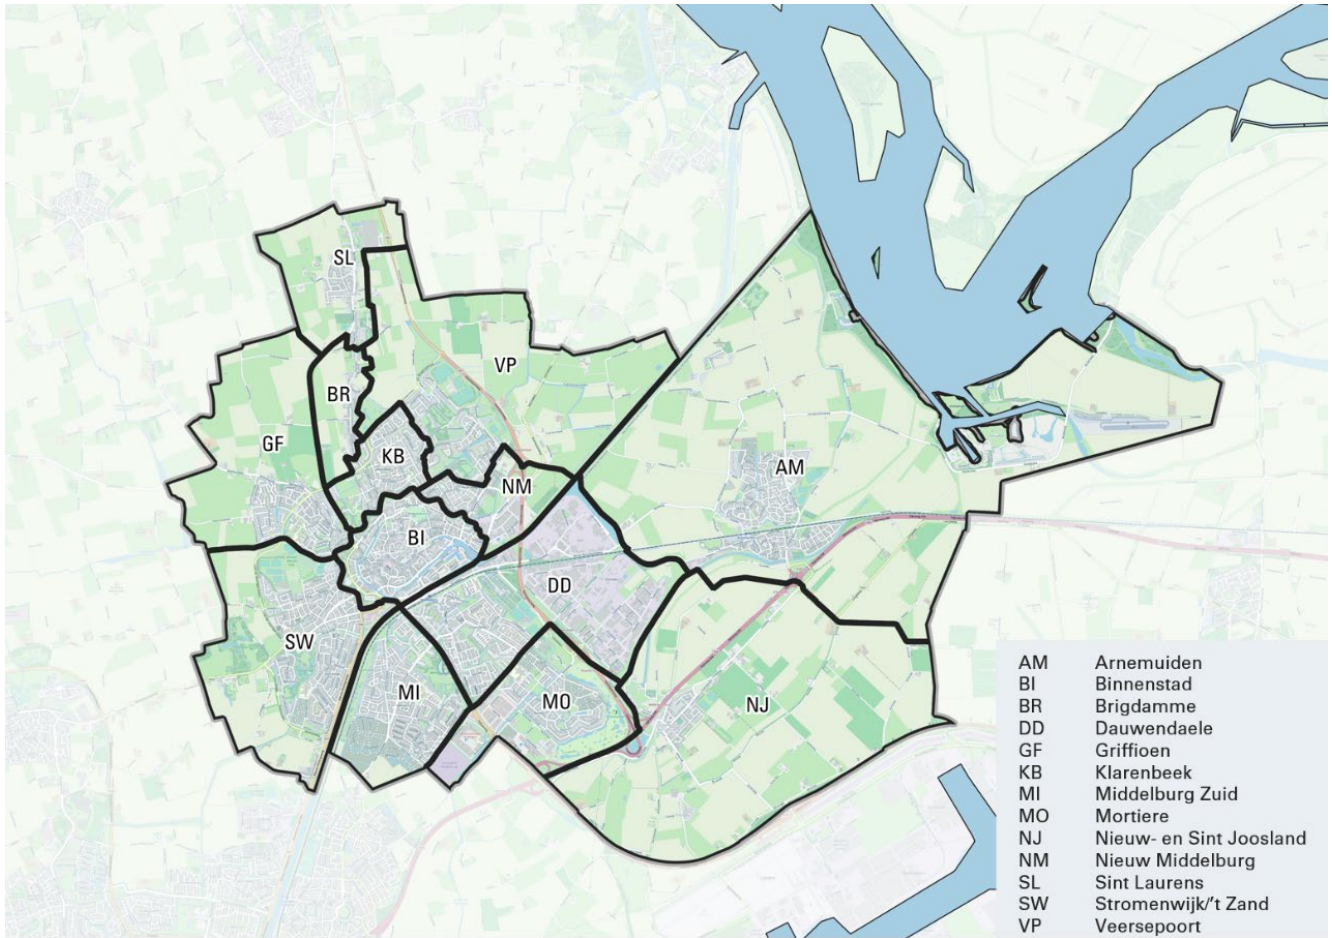 SL
VP
BR
GF
KB
AM
NM
BI
DD
SW
MI
MO
NJ
AM Arnemuiden
BI Binnenstad
BR Brigdamme
DD Dauwendaele
GF Griffioen
KB Klarenbeek
MI Middelburg Zuid
MO Mortiere
NJ Nieuw- en Sint Joosland
NM Nieuw Middelburg
SL Sint Laurens
SW Stromenwijk/'t Zand
VP Veersepoort